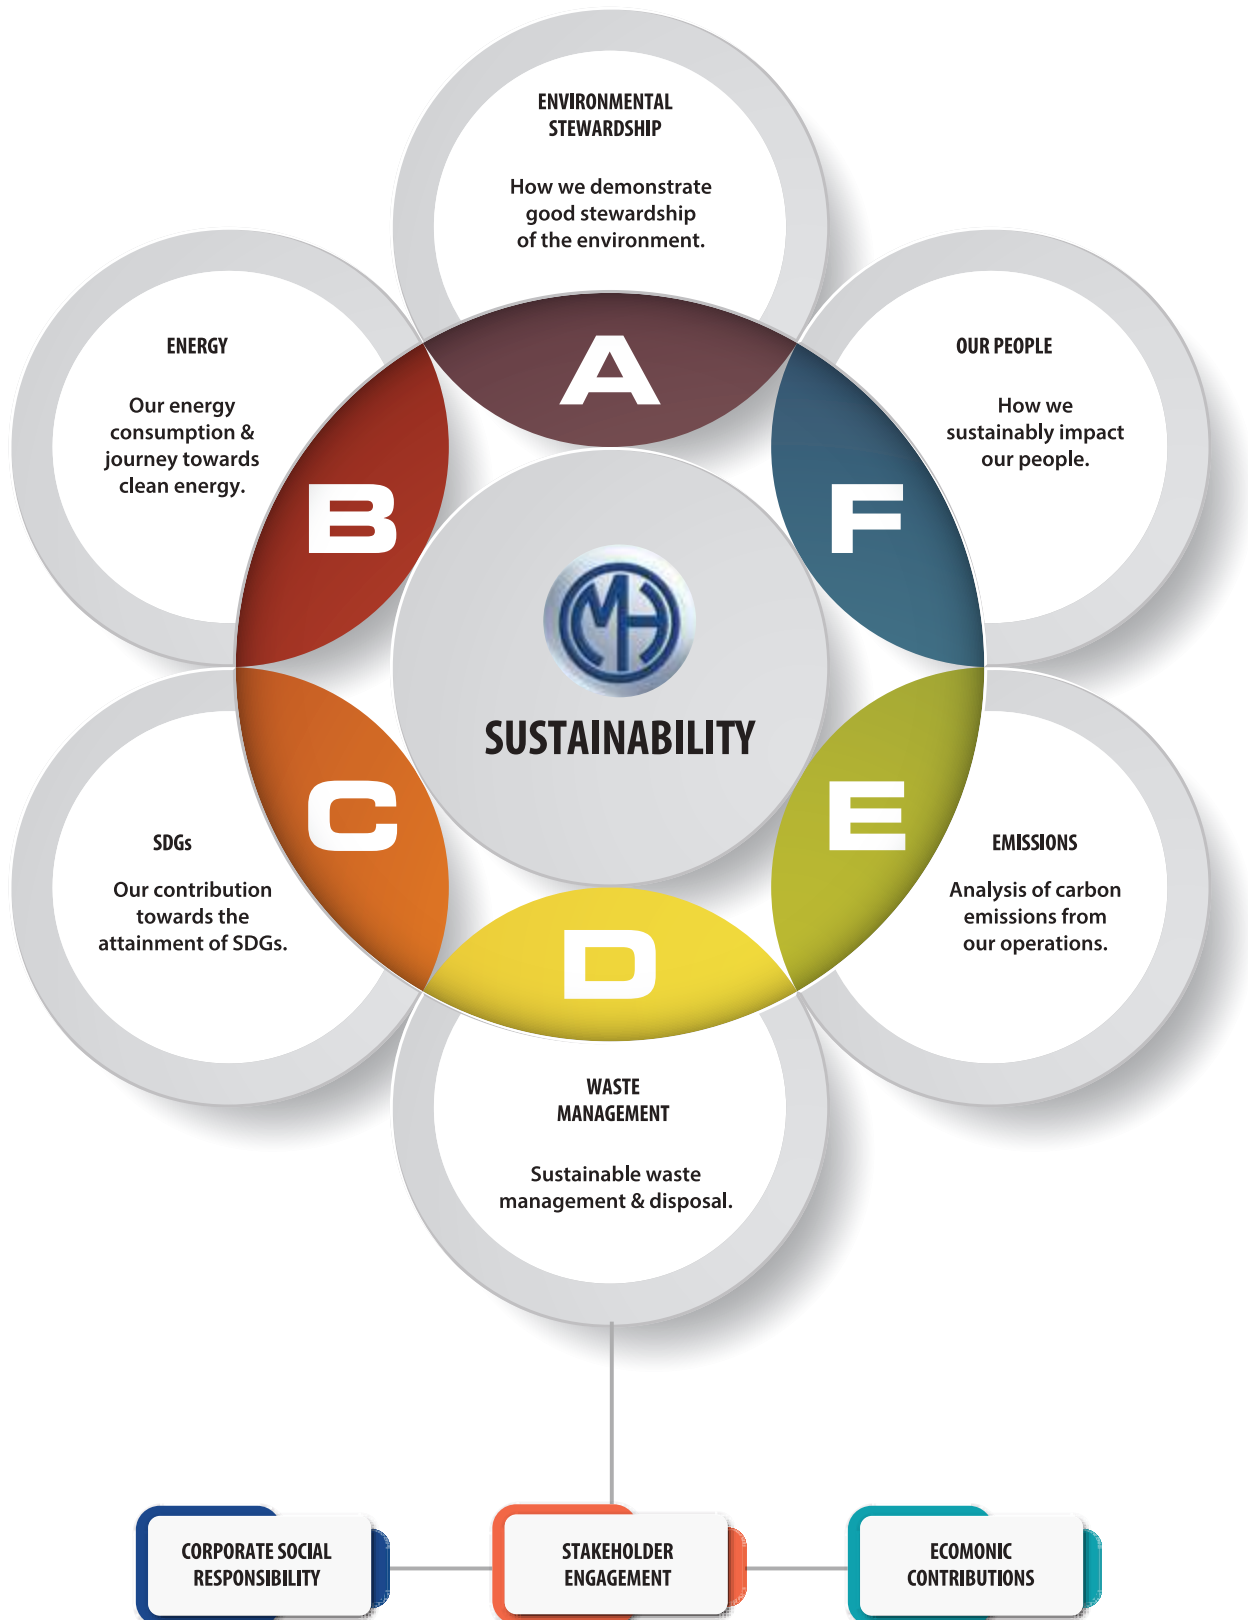 ENVIRONMENTAL
STEWARDSHIP
How we demonstrate
good stewardship
of the environment.
A
ENERGY
Our energy
consumption &
journey towards
clean energy.
B
OUR PEOPLE
How we
sustainably impact
our people.
F
MH
SUSTAINABILITY
SDGs
Our contribution
towards the
attainment of SDGs.
C
EMISSIONS
Analysis of carbon
emissions from
our operations.
E
D
WASTE
MANAGEMENT
Sustainable waste
management & disposal.
CORPORATE SOCIAL
RESPONSIBILITY
STAKEHOLDER
ENGAGEMENT
ECOMONIC
CONTRIBUTIONS